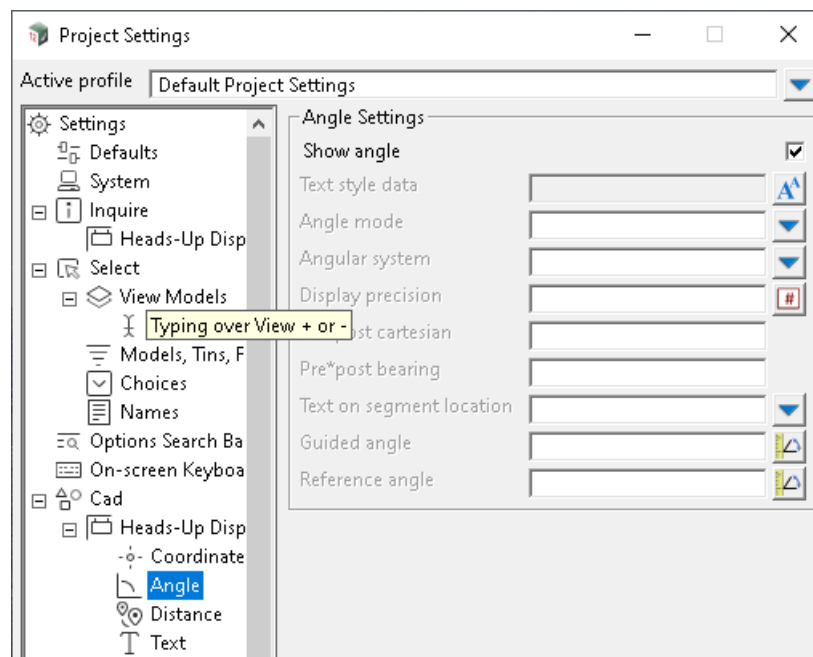 Project Settings
Active profile
Default Project Settings
Settings
Defaults
System
Inquire
Heads-Up Disp
Select
View Models
Typing over View + or -
Models, Tins, F
Choices
Names
Options Search Ba
On-screen Keyboa
Cad
Heads-Up Disp
Coordinate
Angle
Distance
Text
Angle Settings
Show angle
Text style data
Angle mode
Angular system
Display precision
post cartesian
Pre*post bearing
Text on segment location
Guided angle
Reference angle